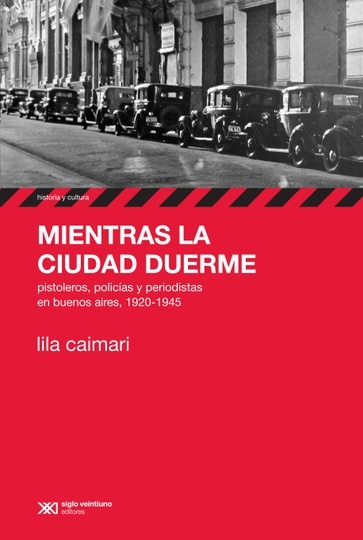 historia y cultura
MIENTRAS LA
CIUDAD DUERME
pistoleros, policías y periodistas
en buenos aires, 1920-1945
lila caimari
siglo veintiuno
editores